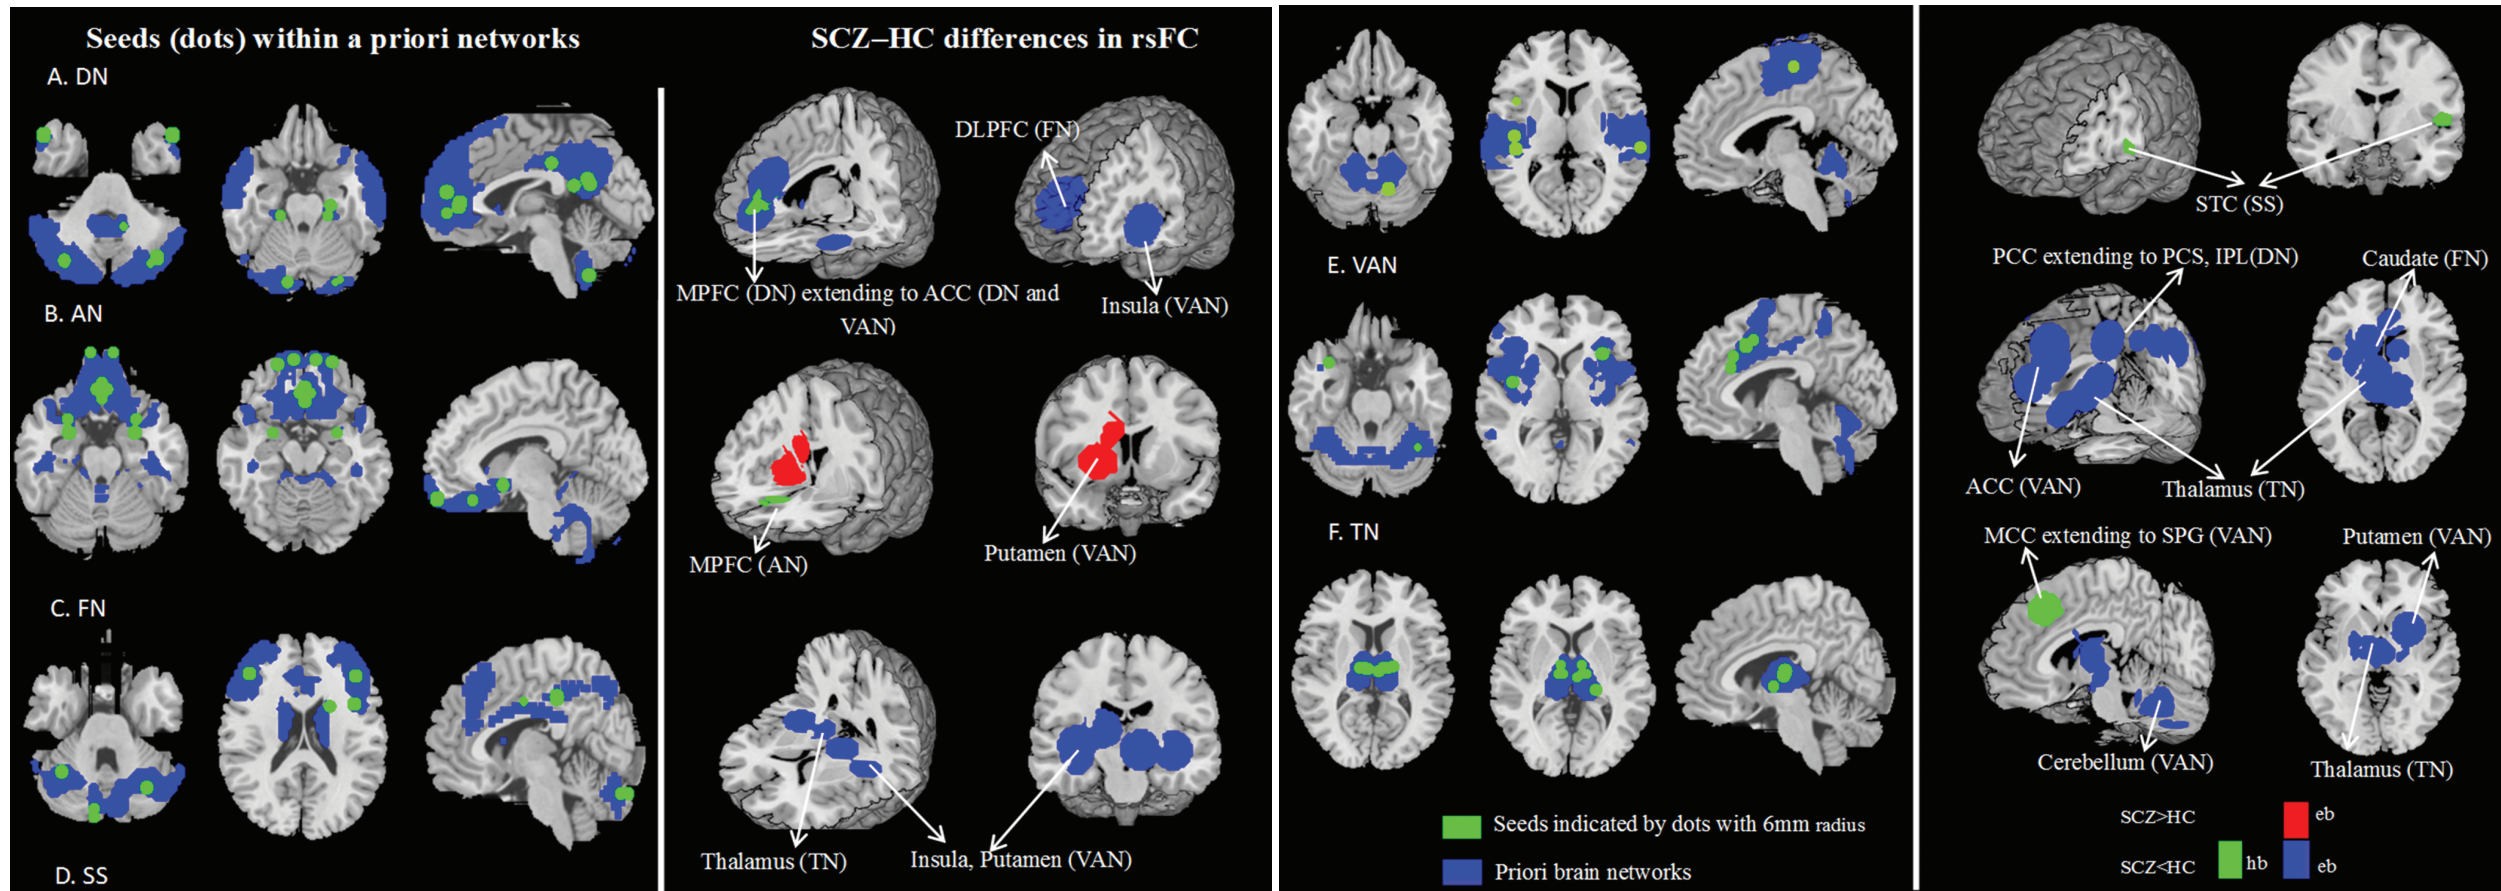 Seeds (dots) within a priori networks
SCZ–HC differences in rsFC
A. DN
DLPFC (FN)
MPFC (DN) extending to ACC (DN and
VAN)
Insula (VAN)
B. AN
MPFC (AN)
Putamen (VAN)
C. FN
Thalamus (TN)
Insula, Putamen (VAN)
D. SS
STC (SS)
E. VAN
PCC extending to PCS, IPL(DN)
Caudate (FN)
ACC (VAN)
Thalamus (TN)
F. TN
MCC extending to SPG (VAN)
Putamen (VAN)
Cerebellum (VAN)
Thalamus (TN)
Seeds indicated by dots with 6mm radius
Priori brain networks
SCZ>HC eb
SCZ<HC hb eb